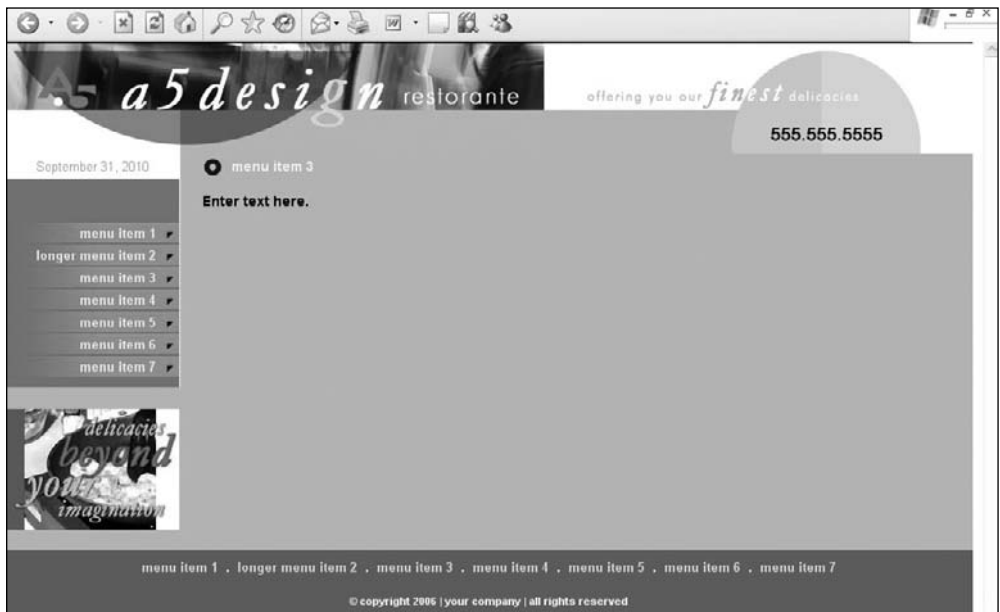 A5
a5design restorante
offering you our finest delicacies
555.555.5555
September 31, 2010
menu item 3
Enter text here.
menu item 1
longer menu item 2
menu item 3
menu item 4
menu item 5
menu item 6
menu item 7
delicacies
beyond
your
imagination
menu item 1 . longer menu item 2 . menu item 3 . menu item 4 . menu item 5 . menu item 6 . menu item 7
© copyright 2006 | your company | all rights reserved